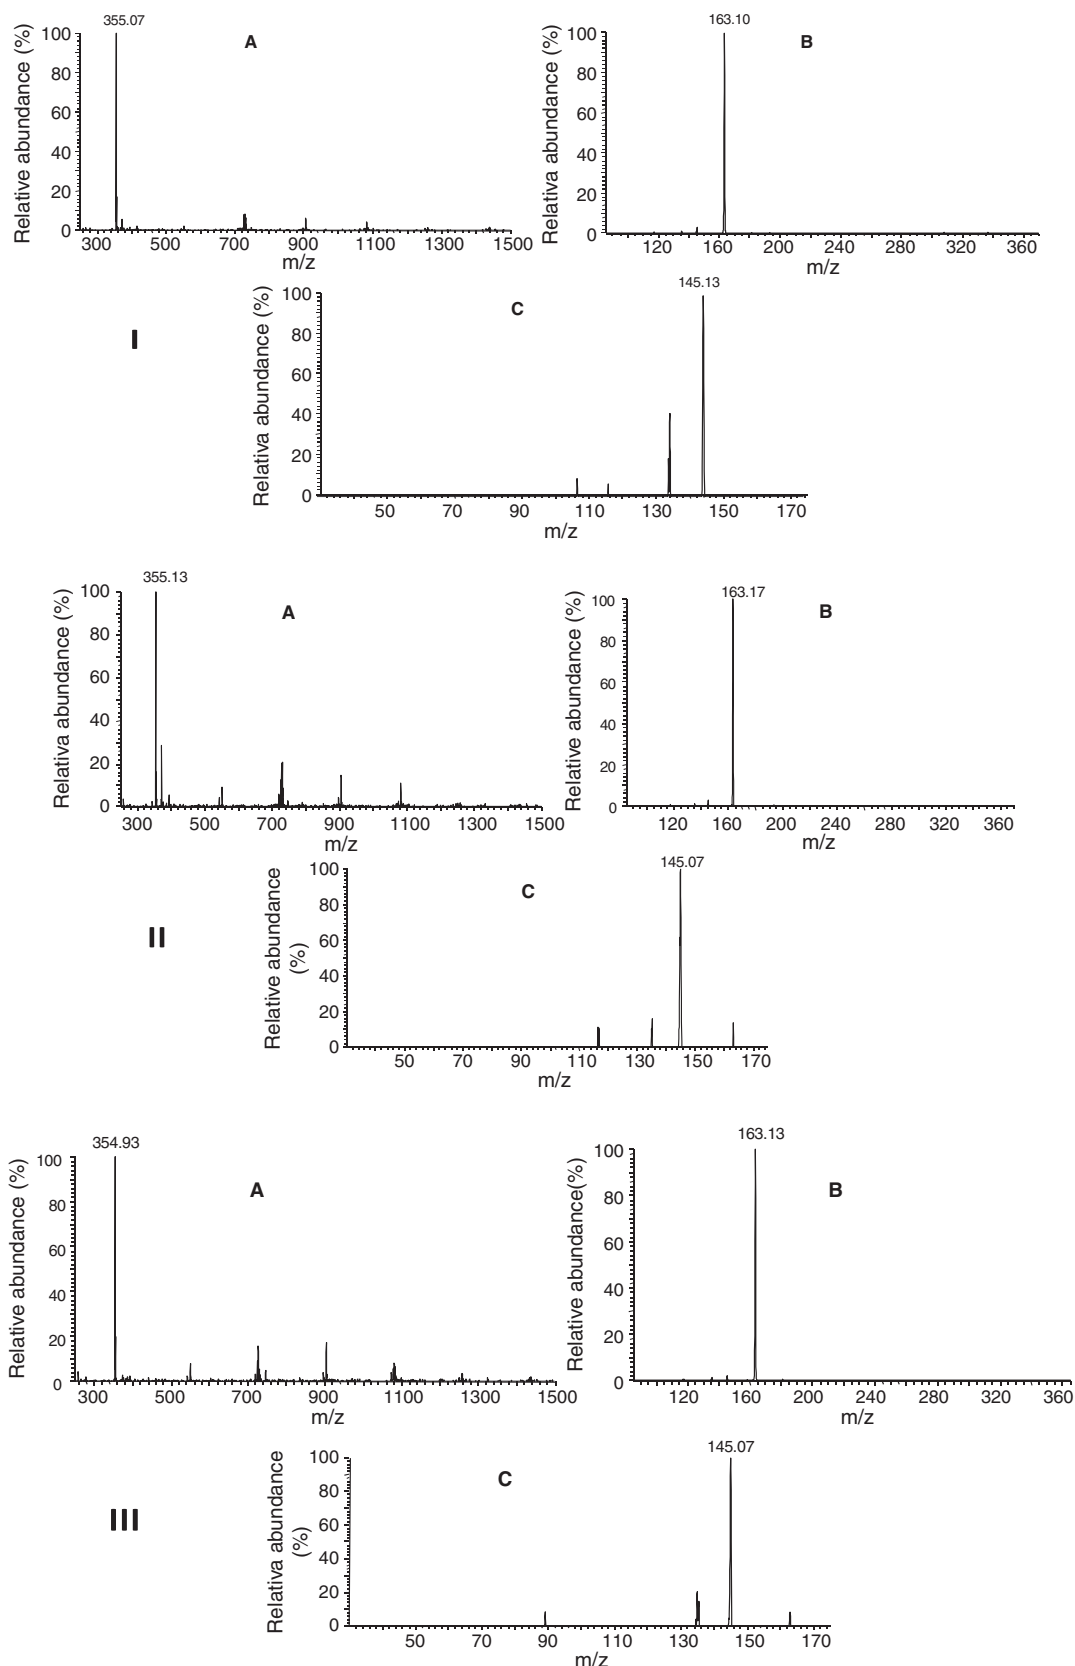 355.07
A
Relative abundance (%)
100
80
60
40
20
0
300 500 700 900 1100 1300 1500
m/z
163.10
B
Relativa abundance (%)
100
80
60
40
20
0
120 160 200 240 280 320 360
m/z
I
145.13
C
Relativa abundance (%)
100
80
60
40
20
0
50 70 90 110 130 150 170
m/z
355.13
A
Relativa abundance (%)
100
80
60
40
20
0
300 500 700 900 1100 1300 1500
m/z
163.17
B
Relative abundance (%)
100
80
60
40
20
0
120 160 200 240 280 320 360
m/z
II
145.07
C
Relative abundance
(%)
100
80
60
40
20
0
50 70 90 110 130 150 170
m/z
354.93
A
Relative abundance (%)
100
80
60
40
20
0
300 500 700 900 1100 1300 1500
m/z
163.13
B
Relative abundance(%)
100
80
60
40
20
0
120 160 200 240 280 320 360
m/z
III
145.07
C
Relativa abundance
(%)
100
80
60
40
20
0
50 70 90 110 130 150 170
m/z